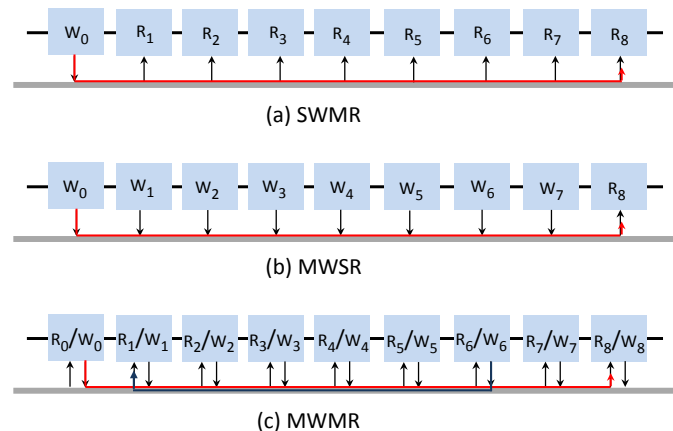 W₀ R₁ R₂ R₃ R₄ R₅ R₆ R₇ R₈
(a) SWMR
W₀ W₁ W₂ W₃ W₄ W₅ W₆ W₇ R₈
(b) MWSR
R₀/W₀ R₁/W₁ R₂/W₂ R₃/W₃ R₄/W₄ R₅/W₅ R₆/W₆ R₇/W₇ R₈/W₈
(c) MWMR